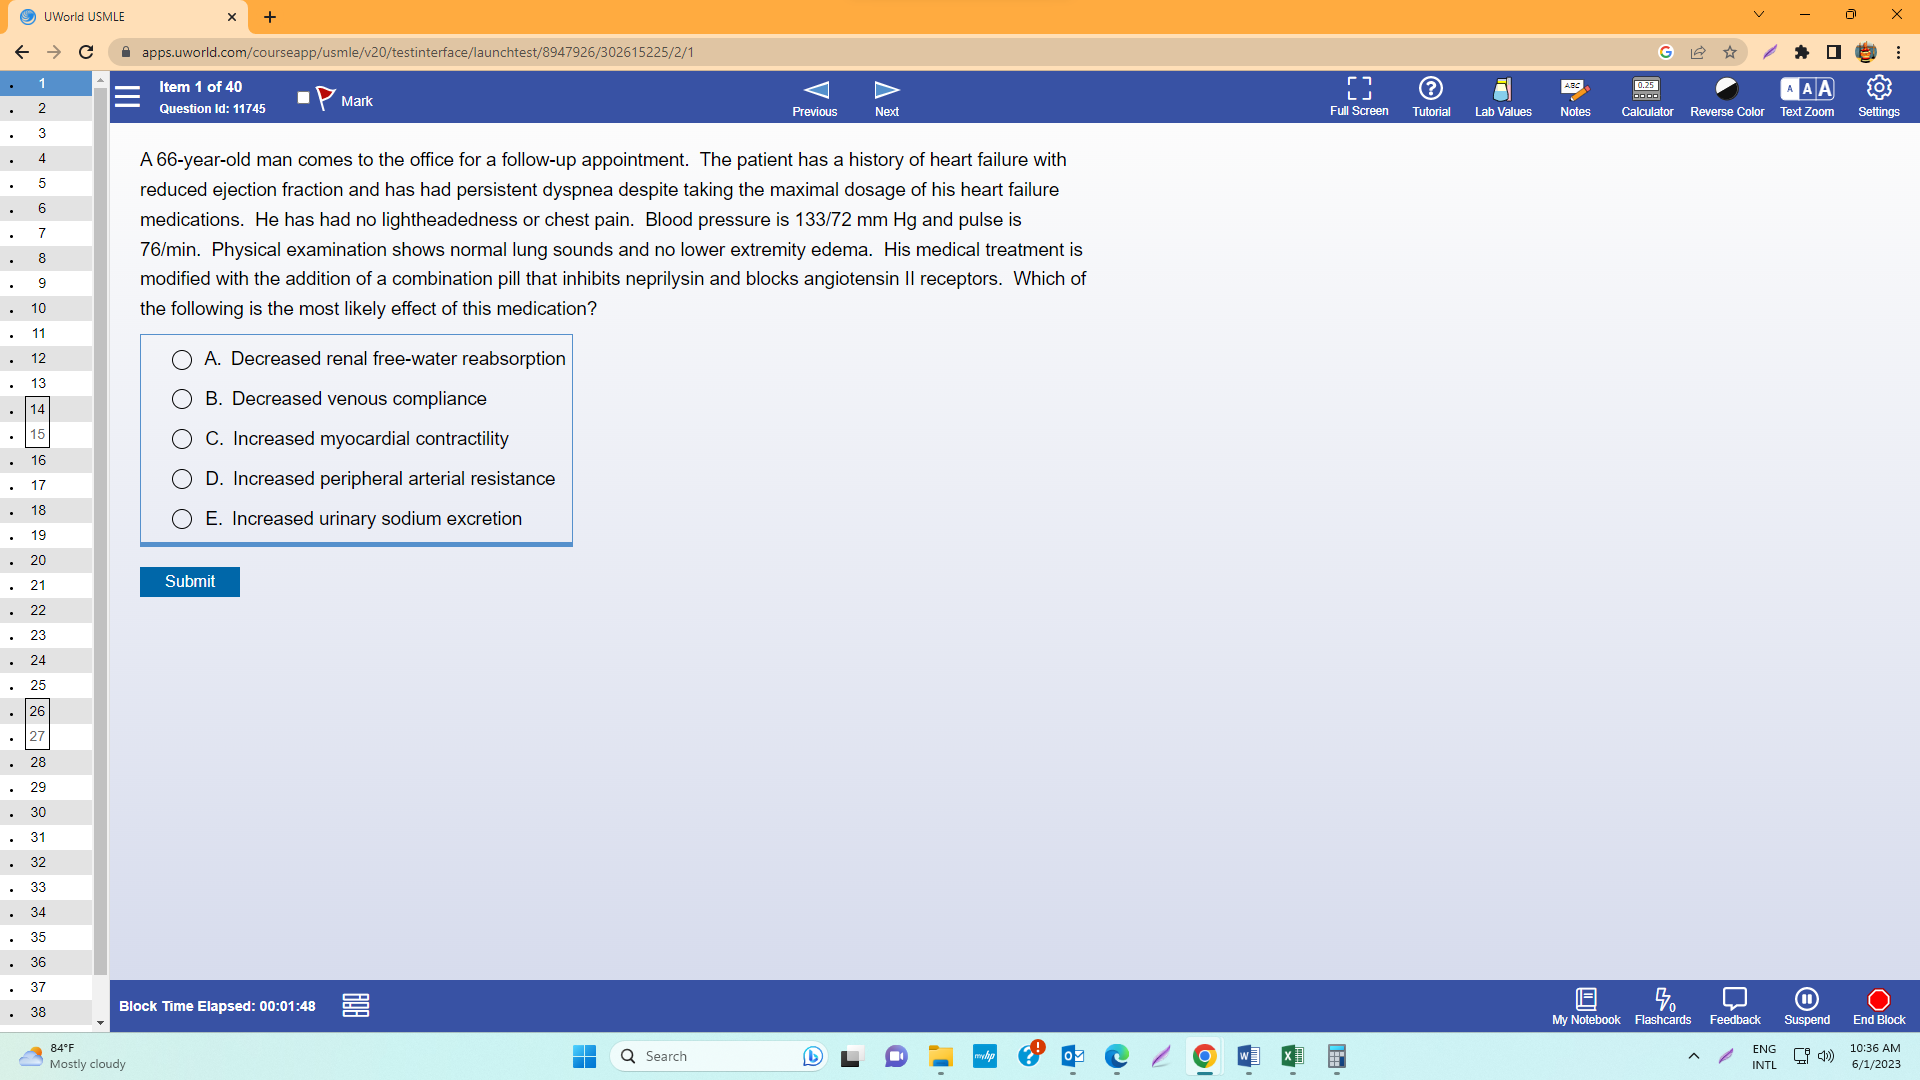 UWorld USMLE
apps.uworld.com/courseapp/usmle/v20/testinterface/launchtest/8947926/302615225/2/1
Item 1 of 40
Question Id: 11745
Mark
Previous
Next
Full Screen
Tutorial
Lab Values
ABC
Notes
0.25
Calculator
Reverse Color
A A A
Text Zoom
Settings
1
2
3
4
5
6
7
8
9
10
11
12
13
14
15
16
17
18
19
20
21
22
23
24
25
26
27
28
29
30
31
32
33
34
35
36
37
38
A 66-year-old man comes to the office for a follow-up appointment.  The patient has a history of heart failure with
reduced ejection fraction and has had persistent dyspnea despite taking the maximal dosage of his heart failure
medications.  He has had no lightheadedness or chest pain.  Blood pressure is 133/72 mm Hg and pulse is
76/min.  Physical examination shows normal lung sounds and no lower extremity edema.  His medical treatment is
modified with the addition of a combination pill that inhibits neprilysin and blocks angiotensin II receptors.  Which of
the following is the most likely effect of this medication?
A. Decreased renal free-water reabsorption
B. Decreased venous compliance
C. Increased myocardial contractility
D. Increased peripheral arterial resistance
E. Increased urinary sodium excretion
Submit
Block Time Elapsed: 00:01:48
My Notebook
0
Flashcards
Feedback
Suspend
End Block
84°F
Mostly cloudy
Search
myhp
ENG
INTL
10:36 AM
6/1/2023